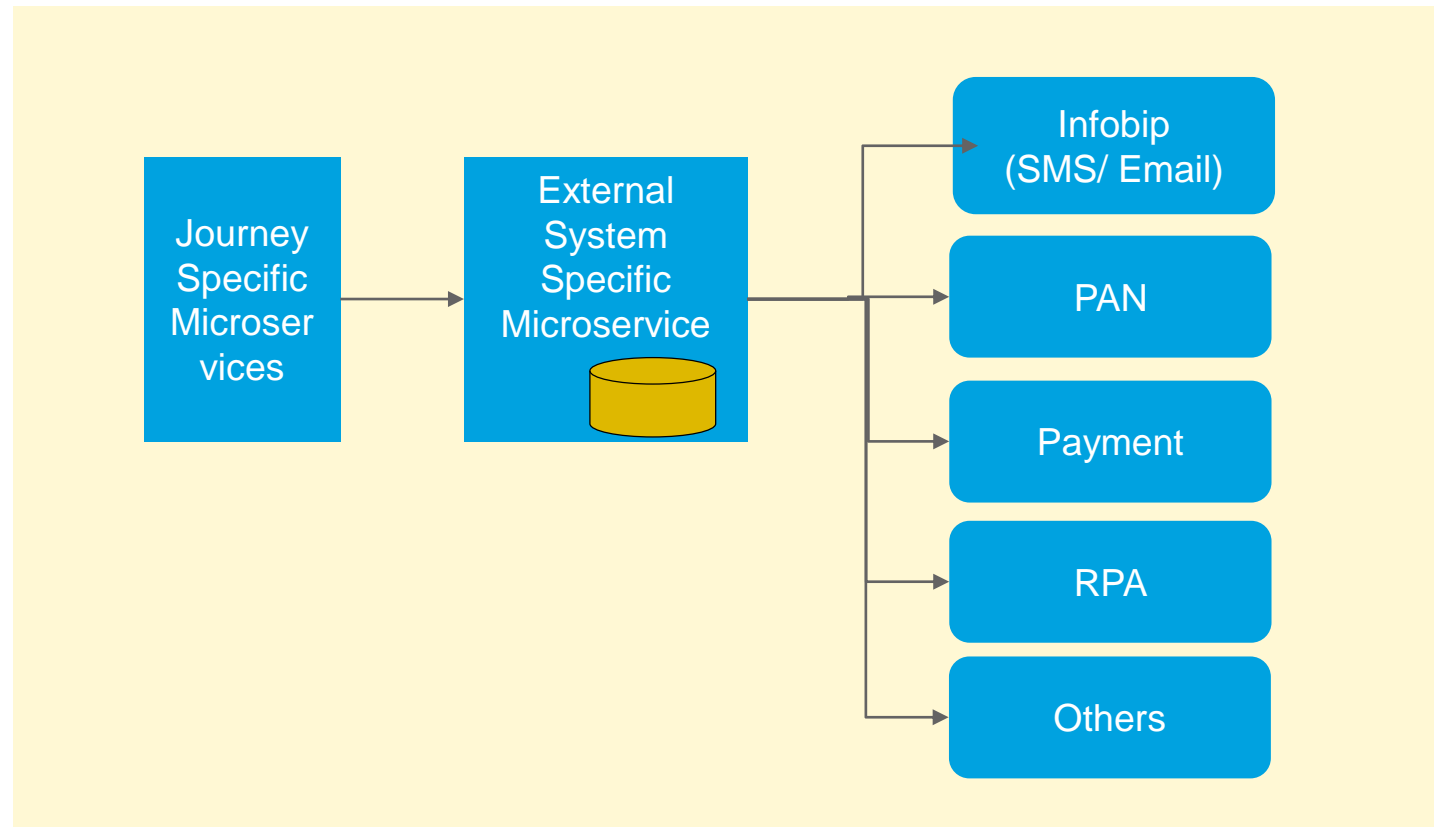 Journey
Specific
Microser
vices
External
System
Specific
Microservice
Infobip
(SMS/ Email)
PAN
Payment
RPA
Others